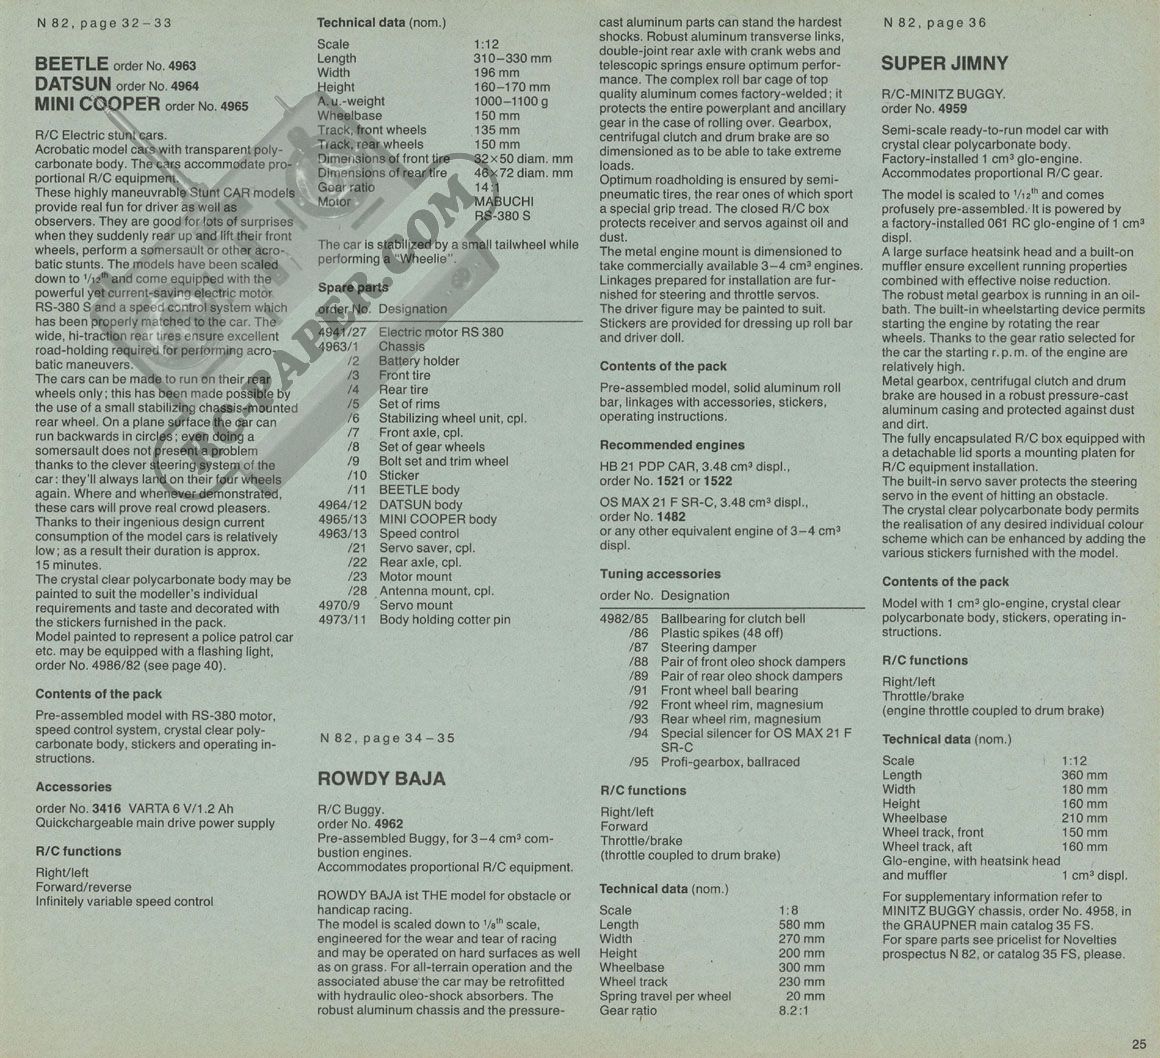 N 82, page 32–33
BEETLE order No. 4963
DATSUN order No. 4964
MINI COOPER order No. 4965
R/C Electric stunt cars.
Acrobatic model cars with transparent poly-
carbonate body. The cars accommodate pro-
portional R/C equipment.
These highly maneuvrable Stunt CAR models
provide real fun for driver as well as
observers. They are good for lots of surprises
when they suddenly rear up and lift their front
wheels, perform a somersault or other acro-
batic stunts. The models have been scaled
down to 1/12th and come equipped with the
powerful yet current-saving electric motor
RS-380 S and a speed control system which
has been properly matched to the car. The
wide, hi-traction rear tires ensure excellent
road-holding required for performing acro-
batic maneuvers.
The cars can be made to run on their rear
wheels only; this has been made possible by
the use of a small stabilizing chassis-mounted
rear wheel. On a plane surface the car can
run backwards in circles; even doing a
somersault does not present a problem
thanks to the clever steering system of the
car: they'll always land on their four wheels
again. Where and whenever demonstrated,
these cars will prove real crowd pleasers.
Thanks to their ingenious design current
consumption of the model cars is relatively
low; as a result their duration is approx.
15 minutes.
The crystal clear polycarbonate body may be
painted to suit the modeller's individual
requirements and taste and decorated with
the stickers furnished in the pack.
Model painted to represent a police patrol car
etc. may be equipped with a flashing light,
order No. 4986/82 (see page 40).
Contents of the pack
Pre-assembled model with RS-380 motor,
speed control system, crystal clear poly-
carbonate body, stickers and operating in-
structions.
Accessories
order No. 3416 VARTA 6 V/1.2 Ah
Quickchargeable main drive power supply
R/C functions
Right/left
Forward/reverse
Infinitely variable speed control
Technical data (nom.)
Scale 1:12
Length 310–330 mm
Width 196 mm
Height 160–170 mm
A.u.-weight 1000–1100 g
Wheelbase 150 mm
Track, front wheels 135 mm
Track, rear wheels 150 mm
Dimensions of front tire 32×50 diam. mm
Dimensions of rear tire 46×72 diam. mm
Gear ratio 14:1
Motor MABUCHI
RS-380 S
The car is stabilized by a small tailwheel while
performing a "Wheelie".
Spare parts
order No. Designation
4941/27 Electric motor RS 380
4963/1 Chassis
/2 Battery holder
/3 Front tire
/4 Rear tire
/5 Set of rims
/6 Stabilizing wheel unit, cpl.
/7 Front axle, cpl.
/8 Set of gear wheels
/9 Bolt set and trim wheel
/10 Sticker
/11 BEETLE body
4964/12 DATSUN body
4965/13 MINI COOPER body
4963/13 Speed control
/21 Servo saver, cpl.
/22 Rear axle, cpl.
/23 Motor mount
/28 Antenna mount, cpl.
4970/9 Servo mount
4973/11 Body holding cotter pin
N 82, page 34–35
ROWDY BAJA
R/C Buggy.
order No. 4962
Pre-assembled Buggy, for 3–4 cm³ com-
bustion engines.
Accommodates proportional R/C equipment.
ROWDY BAJA ist THE model for obstacle or
handicap racing.
The model is scaled down to 1/8th scale,
engineered for the wear and tear of racing
and may be operated on hard surfaces as well
as on grass. For all-terrain operation and the
associated abuse the car may be retrofitted
with hydraulic oleo-shock absorbers. The
robust aluminum chassis and the pressure-
cast aluminum parts can stand the hardest
shocks. Robust aluminum transverse links,
double-joint rear axle with crank webs and
telescopic springs ensure optimum perfor-
mance. The complex roll bar cage of top
quality aluminum comes factory-welded; it
protects the entire powerplant and ancillary
gear in the case of rolling over. Gearbox,
centrifugal clutch and drum brake are so
dimensioned as to be able to take extreme
loads.
Optimum roadholding is ensured by semi-
pneumatic tires, the rear ones of which sport
a special grip tread. The closed R/C box
protects receiver and servos against oil and
dust.
The metal engine mount is dimensioned to
take commercially available 3–4 cm³ engines.
Linkages prepared for installation are fur-
nished for steering and throttle servos.
The driver figure may be painted to suit.
Stickers are provided for dressing up roll bar
and driver doll.
Contents of the pack
Pre-assembled model, solid aluminum roll
bar, linkages with accessories, stickers,
operating instructions.
Recommended engines
HB 21 PDP CAR, 3.48 cm³ displ.,
order No. 1521 or 1522
OS MAX 21 F SR-C, 3.48 cm³ displ.,
order No. 1482
or any other equivalent engine of 3–4 cm³
displ.
Tuning accessories
order No. Designation
4982/85 Ballbearing for clutch bell
/86 Plastic spikes (48 off)
/87 Steering damper
/88 Pair of front oleo shock dampers
/89 Pair of rear oleo shock dampers
/91 Front wheel ball bearing
/92 Front wheel rim, magnesium
/93 Rear wheel rim, magnesium
/94 Special silencer for OS MAX 21 F
SR-C
/95 Profi-gearbox, ballraced
R/C functions
Right/left
Forward
Throttle/brake
(throttle coupled to drum brake)
Technical data (nom.)
Scale 1:8
Length 580 mm
Width 270 mm
Height 200 mm
Wheelbase 300 mm
Wheel track 230 mm
Spring travel per wheel 20 mm
Gear ratio 8.2:1
N 82, page 36
SUPER JIMNY
R/C-MINITZ BUGGY.
order No. 4959
Semi-scale ready-to-run model car with
crystal clear polycarbonate body.
Factory-installed 1 cm³ glo-engine.
Accommodates proportional R/C gear.
The model is scaled to 1/12th and comes
profusely pre-assembled. It is powered by
a factory-installed 061 RC glo-engine of 1 cm³
displ.
A large surface heatsink head and a built-on
muffler ensure excellent running properties
combined with effective noise reduction.
The robust metal gearbox is running in an oil-
bath. The built-in wheelstarting device permits
starting the engine by rotating the rear
wheels. Thanks to the gear ratio selected for
the car the starting r.p.m. of the engine are
relatively high.
Metal gearbox, centrifugal clutch and drum
brake are housed in a robust pressure-cast
aluminum casing and protected against dust
and dirt.
The fully encapsulated R/C box equipped with
a detachable lid sports a mounting platen for
R/C equipment installation.
The built-in servo saver protects the steering
servo in the event of hitting an obstacle.
The crystal clear polycarbonate body permits
the realisation of any desired individual colour
scheme which can be enhanced by adding the
various stickers furnished with the model.
Contents of the pack
Model with 1 cm³ glo-engine, crystal clear
polycarbonate body, stickers, operating in-
structions.
R/C functions
Right/left
Throttle/brake
(engine throttle coupled to drum brake)
Technical data (nom.)
Scale 1:12
Length 360 mm
Width 180 mm
Height 160 mm
Wheelbase 210 mm
Wheel track, front 150 mm
Wheel track, aft 160 mm
Glo-engine, with heatsink head
and muffler 1 cm³ displ.
For supplementary information refer to
MINITZ BUGGY chassis, order No. 4958, in
the GRAUPNER main catalog 35 FS.
For spare parts see pricelist for Novelties
prospectus N 82, or catalog 35 FS, please.
25
RC-PAPER.COM